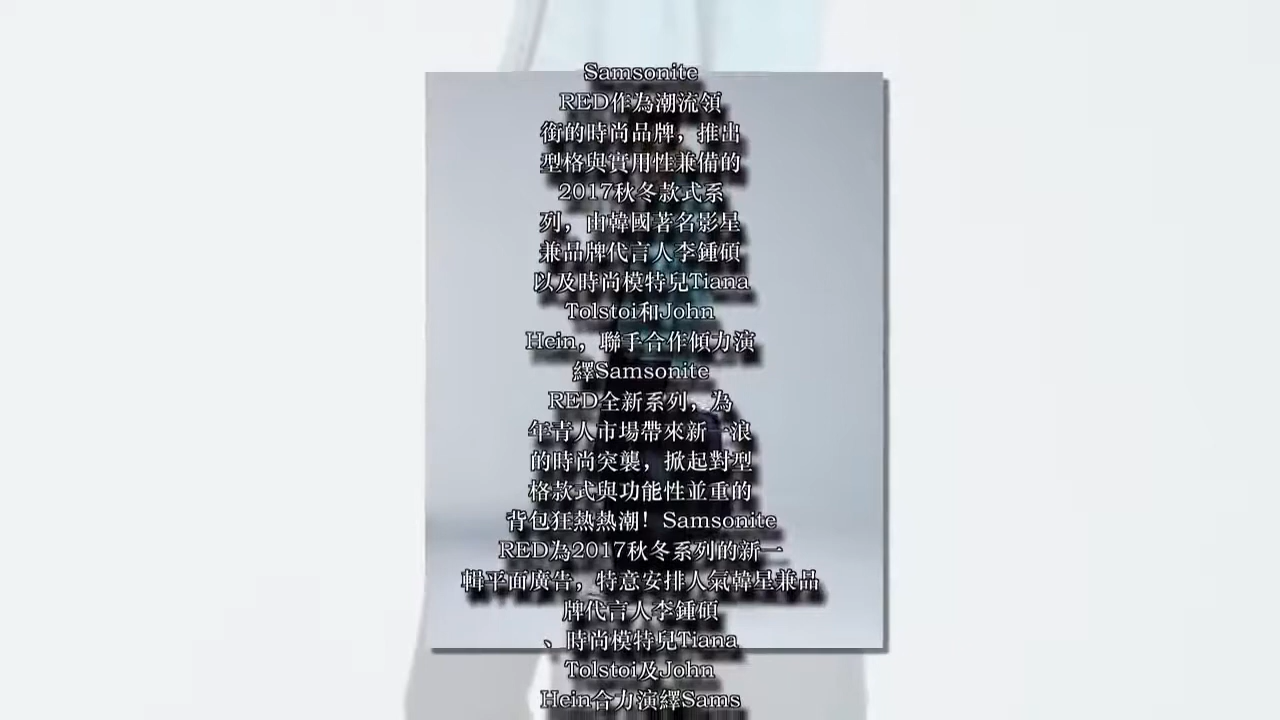 Samsonite
RED作為潮流領
銜的時尚品牌，推出
型格與實用性兼備的
2017秋冬款式系
列，由韓國著名影星
兼品牌代言人李鍾碩
以及時尚模特兒Tiana
Tolstoi和John
Hein，聯手合作傾力演
繹Samsonite
RED全新系列，為
年青人市場帶來新一浪
的時尚突襲，掀起對型
格款式與功能性並重的
背包狂熱熱潮！Samsonite
RED為2017秋冬系列的新一
輯平面廣告，特意安排人氣韓星兼品
牌代言人李鍾碩
、時尚模特兒Tiana
Tolstoi及John
Hein合力演繹Sams